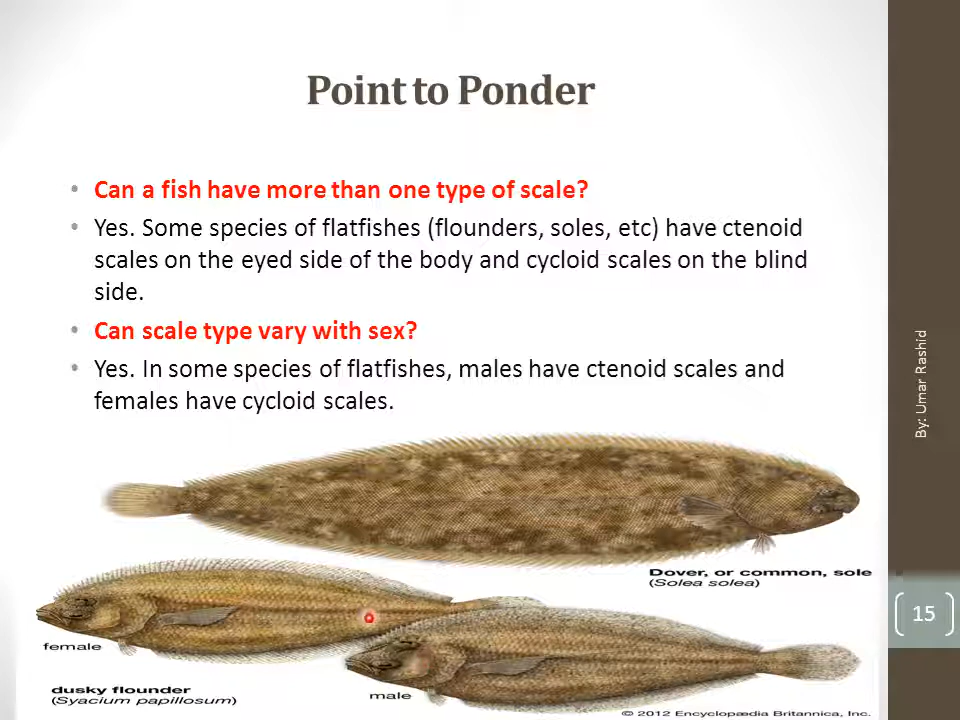 Point to Ponder
• Can a fish have more than one type of scale?
• Yes. Some species of flatfishes (flounders, soles, etc) have ctenoid
scales on the eyed side of the body and cycloid scales on the blind
side.
• Can scale type vary with sex?
• Yes. In some species of flatfishes, males have ctenoid scales and
females have cycloid scales.
By: Umar Rashid
Dover, or common, sole
(Solea solea)
15
female
dusky flounder
(Syacium papillosum)
male
© 2012 Encyclopædia Britannica, Inc.